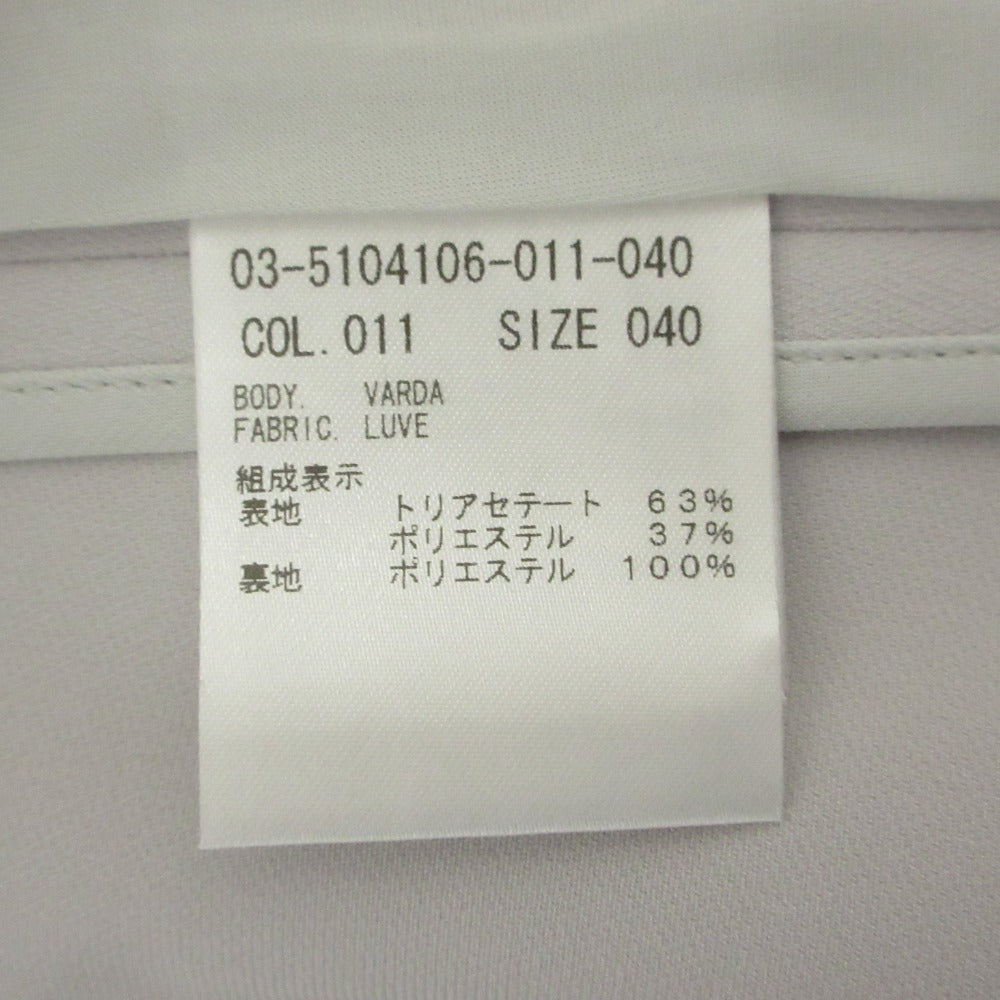 03-5104106-011-040
COL.011 SIZE 040
BODY. VARDA
FABRIC. LUVE
組成表示
表地 トリアセテート 63%
ポリエステル 37%
裏地 ポリエステル 100%